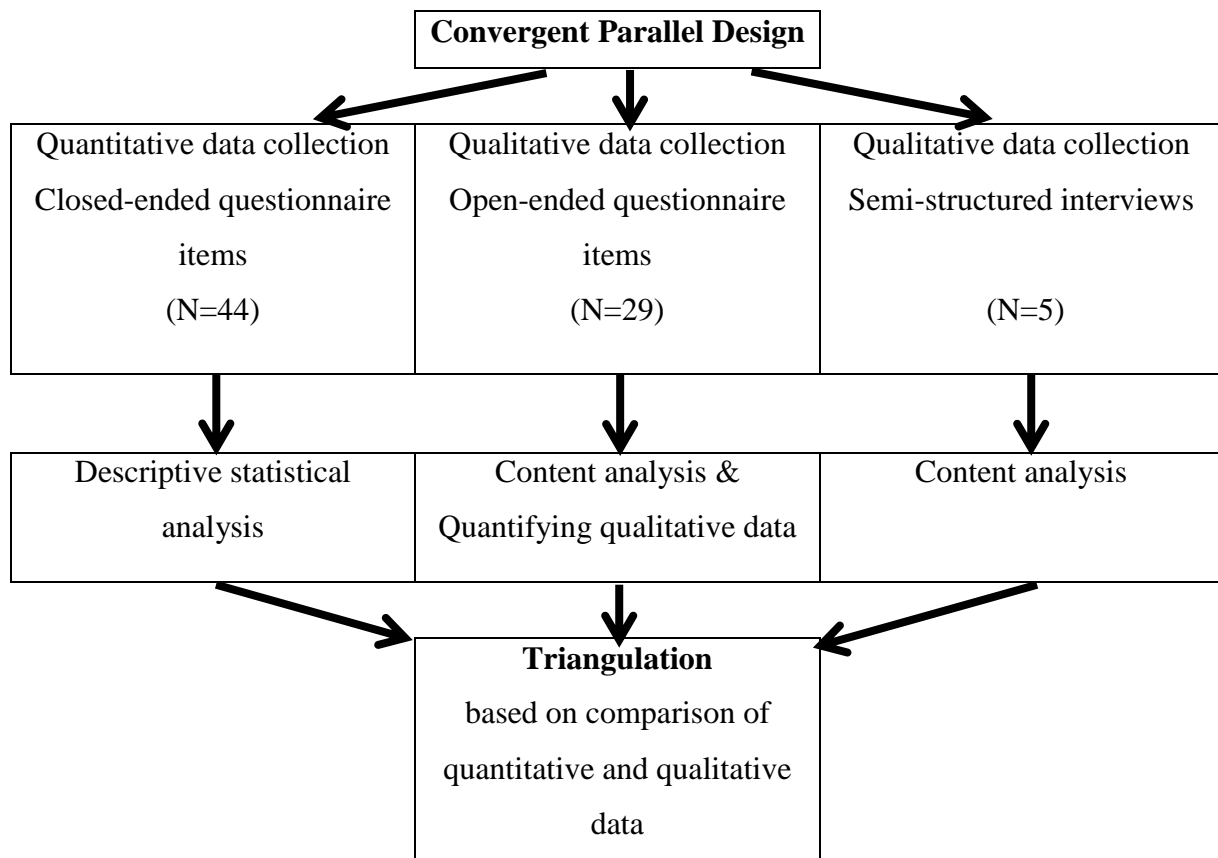 Convergent Parallel Design
Quantitative data collection
Closed-ended questionnaire
items
(N=44)
Qualitative data collection
Open-ended questionnaire
items
(N=29)
Qualitative data collection
Semi-structured interviews
(N=5)
Descriptive statistical
analysis
Content analysis &
Quantifying qualitative data
Content analysis
Triangulation
based on comparison of
quantitative and qualitative
data